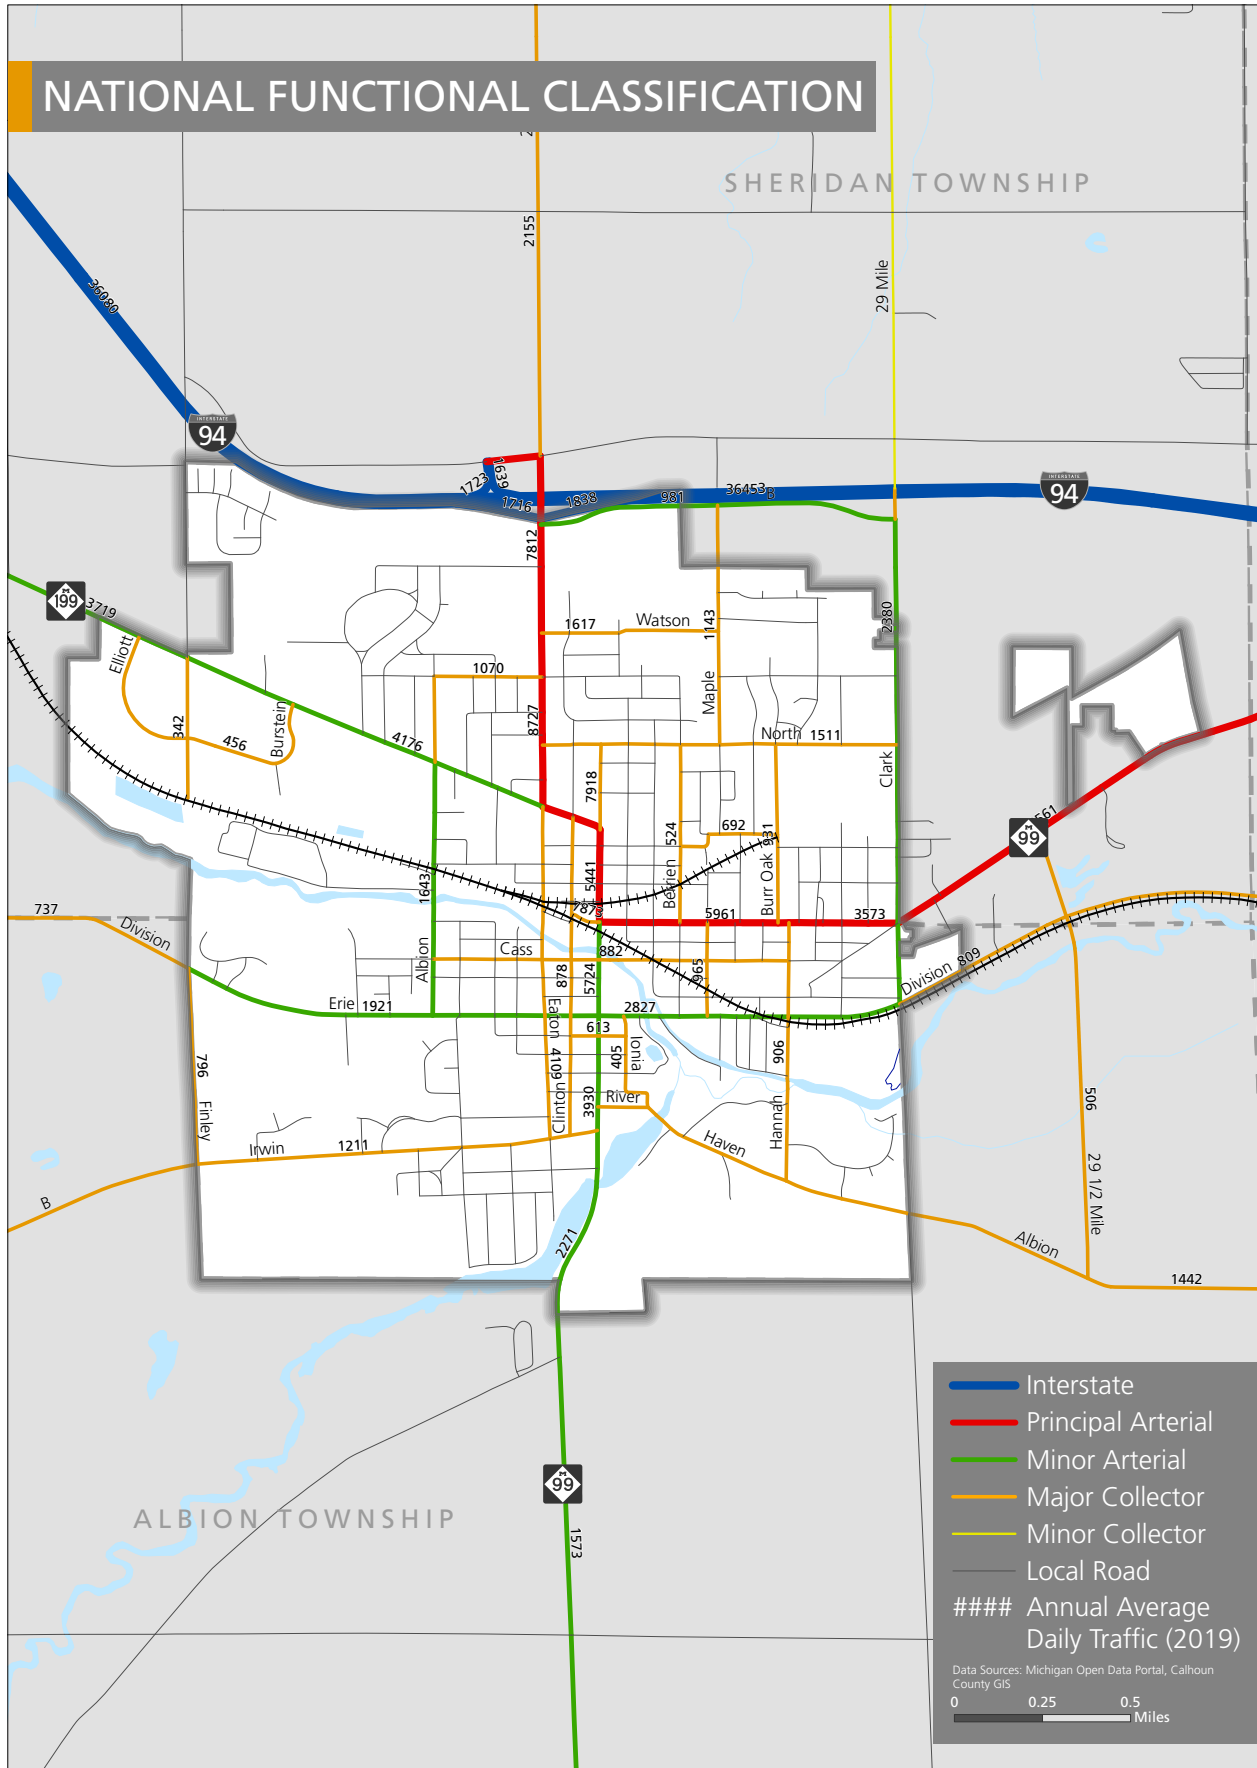 NATIONAL FUNCTIONAL CLASSIFICATION
SHERIDAN TOWNSHIP
2155
29 Mile
36080
INTERSTATE
94
1639
1723
1716
1838
981
36453
B
INTERSTATE
94
7812
M
199
3719
2380
Elliott
1617
Watson
1143
1070
Maple
342
456
Burstein
8727
4176
North 1511
Clark
7918
524
692
931
M
99
561
1643
5441
Berrien
Burr Oak
787
737
Division
5961
3573
Cass
882
Albion
878
5724
965
Division 809
Erie 1921
2827
Eaton
613
4109
405
Ionia
906
796
Finley
Clinton
3930
River
506
Irwin
1211
Haven
Hannah
29 1/2 Mile
B
2271
Albion
1442
M
99
1573
ALBION TOWNSHIP
Interstate
Principal Arterial
Minor Arterial
Major Collector
Minor Collector
Local Road
#### Annual Average
Daily Traffic (2019)
Data Sources: Michigan Open Data Portal, Calhoun
County GIS
0 0.25 0.5
Miles